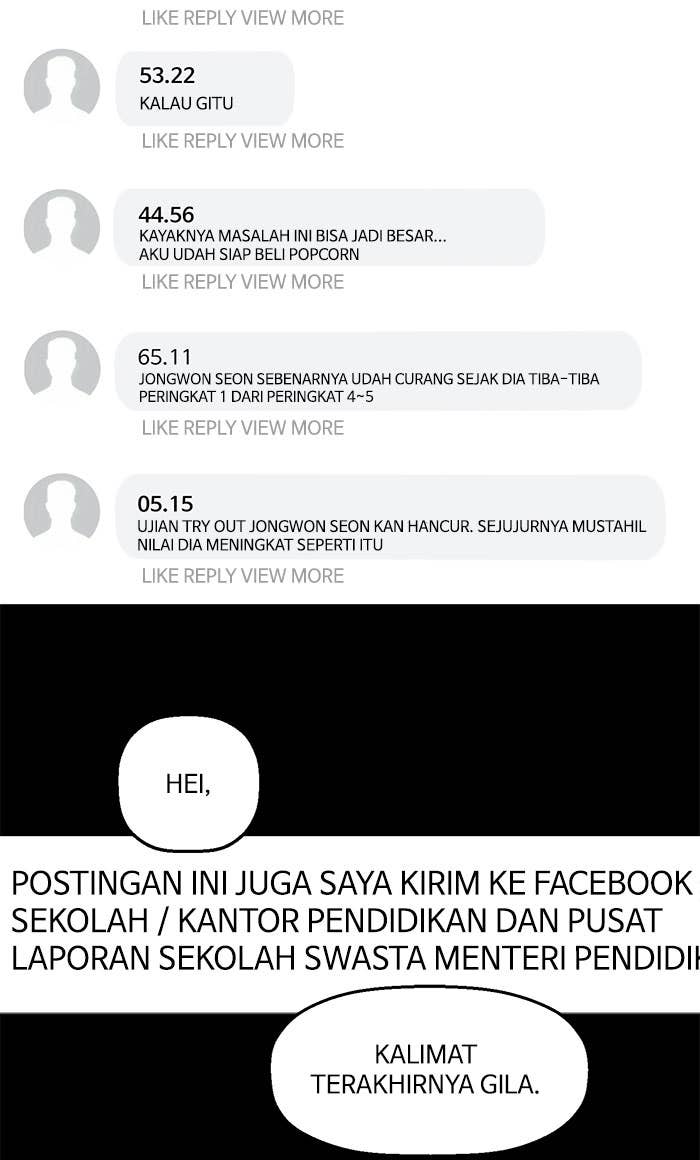 LIKE REPLY VIEW MORE
53.22
KALAU GITU
LIKE REPLY VIEW MORE
44.56
KAYAKNYA MASALAH INI BISA JADI BESAR...
AKU UDAH SIAP BELI POPCORN
LIKE REPLY VIEW MORE
65.11
JONGWON SEON SEBENARNYA UDAH CURANG SEJAK DIA TIBA-TIBA
PERINGKAT 1 DARI PERINGKAT 4~5
LIKE REPLY VIEW MORE
05.15
UJIAN TRY OUT JONGWON SEON KAN HANCUR. SEJUJURNYA MUSTAHIL
NILAI DIA MENINGKAT SEPERTI ITU
LIKE REPLY VIEW MORE
HEI,
POSTINGAN INI JUGA SAYA KIRIM KE FACEBOOK
SEKOLAH / KANTOR PENDIDIKAN DAN PUSAT
LAPORAN SEKOLAH SWASTA MENTERI PENDIDI
KALIMAT
TERAKHIRNYA GILA.